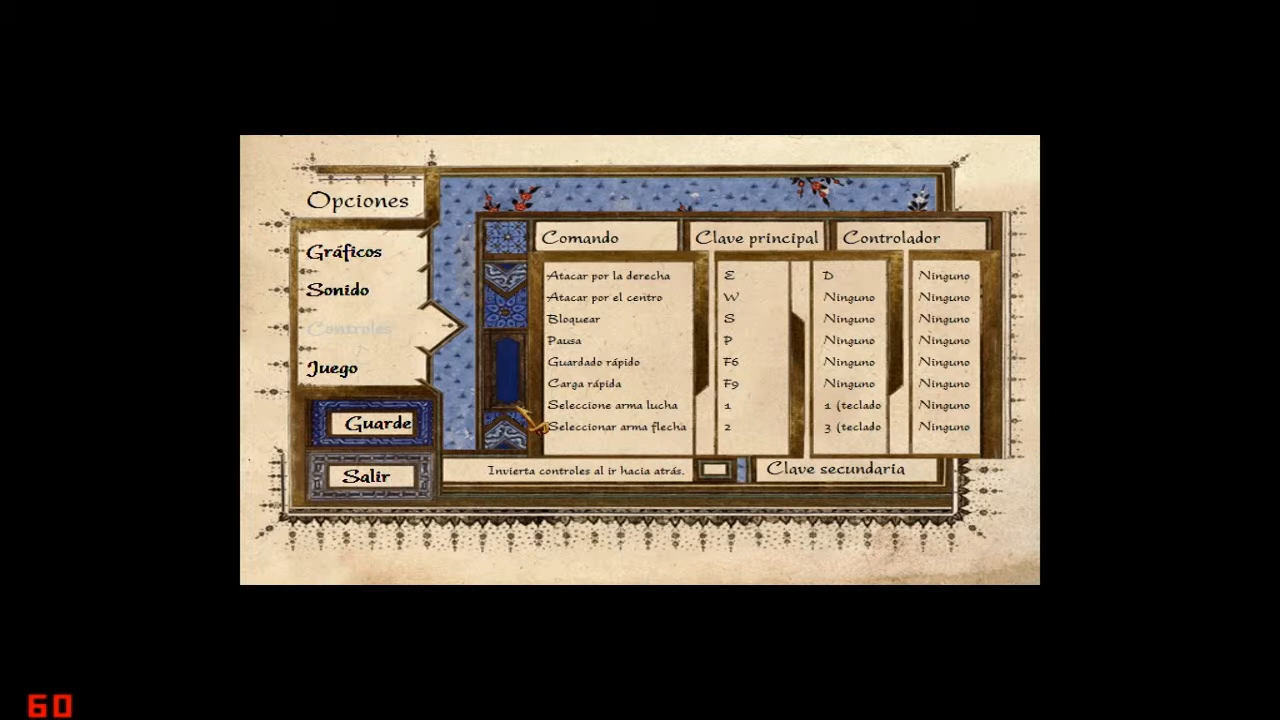 Opciones
Gráficos
Sonido
Controles
Juego
Guarde
Salir
Comando Clave principal Controlador
Atacar por la derecha E D Ninguno
Atacar por el centro W Ninguno Ninguno
Bloquear S Ninguno Ninguno
Pausa P Ninguno Ninguno
Guardado rápido F6 Ninguno Ninguno
Carga rápida F9 Ninguno Ninguno
Seleccione arma lucha 1 1 (teclado Ninguno
Seleccionar arma flecha 2 3 (teclado Ninguno
Invierta controles al ir hacia atrás. Clave secundaria
60